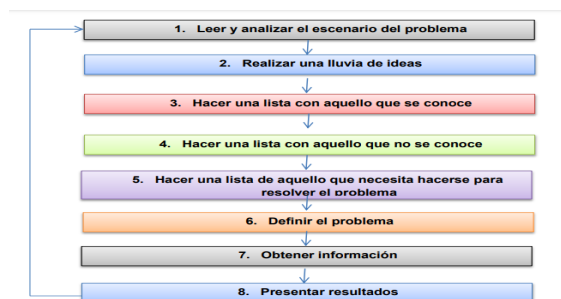 1. Leer y analizar el escenario del problema
2. Realizar una lluvia de ideas
3. Hacer una lista con aquello que se conoce
4. Hacer una lista con aquello que no se conoce
5. Hacer una lista de aquello que necesita hacerse para
resolver el problema
6. Definir el problema
7. Obtener información
8. Presentar resultados